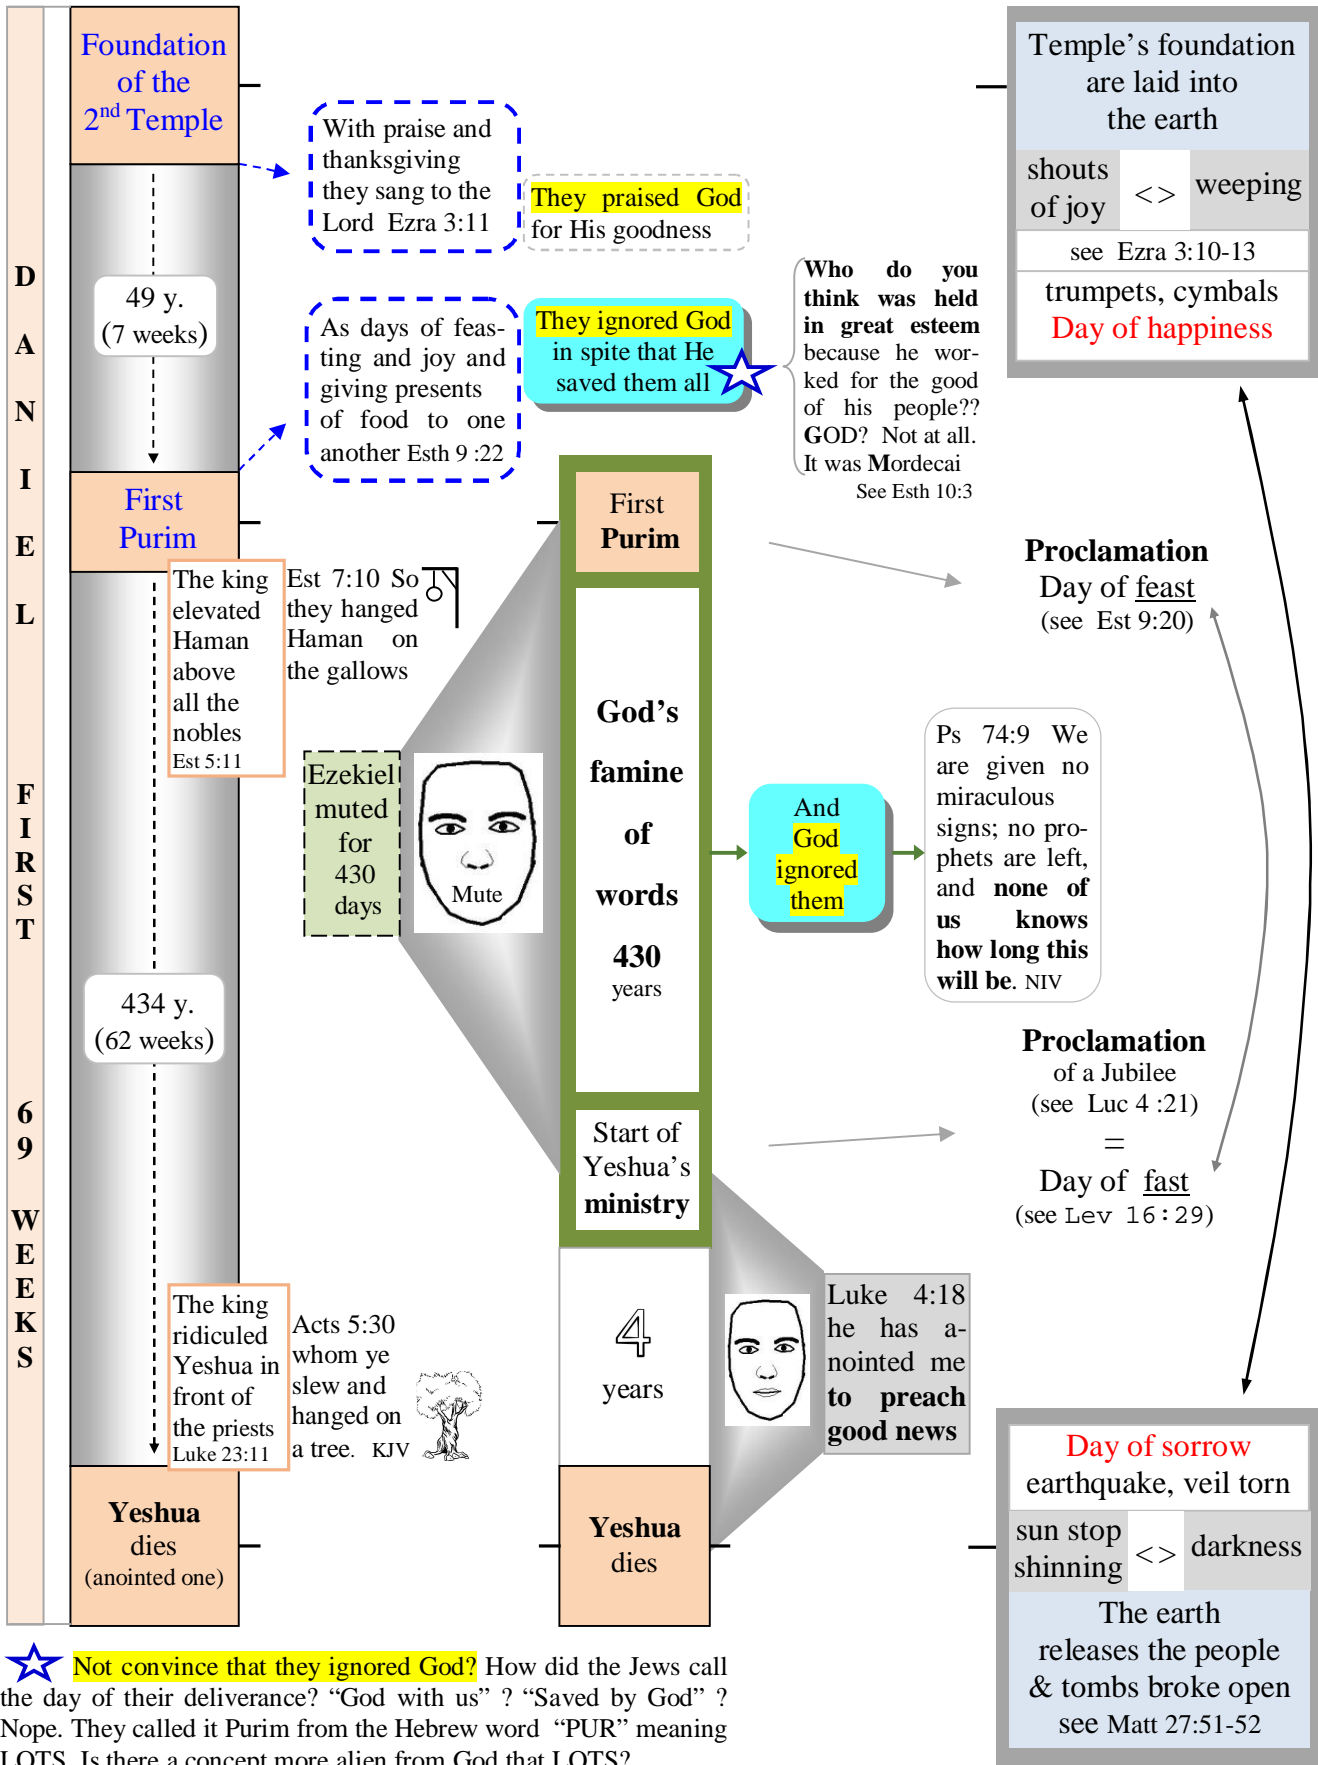 DANIEL FIRST 69 WEEKS
Foundation
of the
2nd Temple
With praise and
thanksgiving
they sang to the
Lord Ezra 3:11
They praised God
for His goodness
49 y.
(7 weeks)
As days of feas-
ting and joy and
giving presents
of food to one
another Esth 9 :22
They ignored God
in spite that He
saved them all
Who do you
think was held
in great esteem
because he wor-
ked for the good
of his people??
GOD? Not at all.
It was Mordecai
See Esth 10:3
Temple's foundation
are laid into
the earth
shouts
of joy
< >
weeping
see Ezra 3:10-13
trumpets, cymbals
Day of happiness
First
Purim
The king
elevated
Haman
above
all the
nobles
Est 5:11
Est 7:10 So
they hanged
Haman on
the gallows
First
Purim
Proclamation
Day of feast
(see Est 9:20)
Ezekiel
muted
for
430
days
Mute
God's
famine
of
words
430
years
And
God
ignored
them
Ps 74:9 We
are given no
miraculous
signs; no pro-
phets are left,
and none of
us knows
how long this
will be. NIV
434 y.
(62 weeks)
Proclamation
of a Jubilee
(see Luc 4 :21)
=
Day of fast
(see Lev 16:29)
Start of
Yeshua's
ministry
The king
ridiculed
Yeshua in
front of
the priests
Luke 23:11
Acts 5:30
whom ye
slew and
hanged on
a tree. KJV
4
years
Luke 4:18
he has a-
nointed me
to preach
good news
Yeshua
dies
(anointed one)
Yeshua
dies
Day of sorrow
earthquake, veil torn
sun stop
shinning
< >
darkness
The earth
releases the people
& tombs broke open
see Matt 27:51-52
Not convince that they ignored God? How did the Jews call
the day of their deliverance? “God with us” ? “Saved by God” ?
Nope. They called it Purim from the Hebrew word “PUR” meaning
LOTS. Is there a concept more alien from God that LOTS?